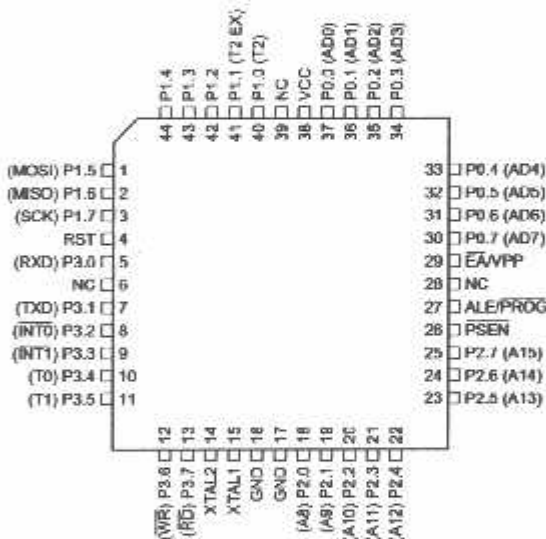 P1.4
P1.3
P1.2
P1.1 (T2 EX)
P1.0 (T2)
NC
VCC
P0.0 (AD0)
P0.1 (AD1)
P0.2 (AD2)
P0.3 (AD3)
44
43
42
41
40
39
38
37
36
35
34
(MOSI) P1.5 1
(MISO) P1.6 2
(SCK) P1.7 3
RST 4
(RXD) P3.0 5
NC 6
(TXD) P3.1 7
(INT0) P3.2 8
(INT1) P3.3 9
(T0) P3.4 10
(T1) P3.5 11
33 P0.4 (AD4)
32 P0.5 (AD5)
31 P0.6 (AD6)
30 P0.7 (AD7)
29 EA/VPP
28 NC
27 ALE/PROG
26 PSEN
25 P2.7 (A15)
24 P2.6 (A14)
23 P2.5 (A13)
12
13
14
15
16
17
18
19
20
21
22
(WR) P3.6
(RD) P3.7
XTAL2
XTAL1
GND
GND
(A8) P2.0
(A9) P2.1
(A10) P2.2
(A11) P2.3
(A12) P2.4